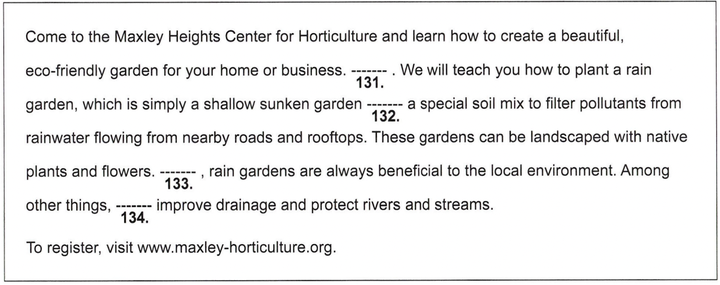 Come to the Maxley Heights Center for Horticulture and learn how to create a beautiful,
eco-friendly garden for your home or business. ------- . We will teach you how to plant a rain
131.
garden, which is simply a shallow sunken garden ------- a special soil mix to filter pollutants from
132.
rainwater flowing from nearby roads and rooftops. These gardens can be landscaped with native
plants and flowers. ------- , rain gardens are always beneficial to the local environment. Among
133.
other things, ------- improve drainage and protect rivers and streams.
134.
To register, visit www.maxley-horticulture.org.